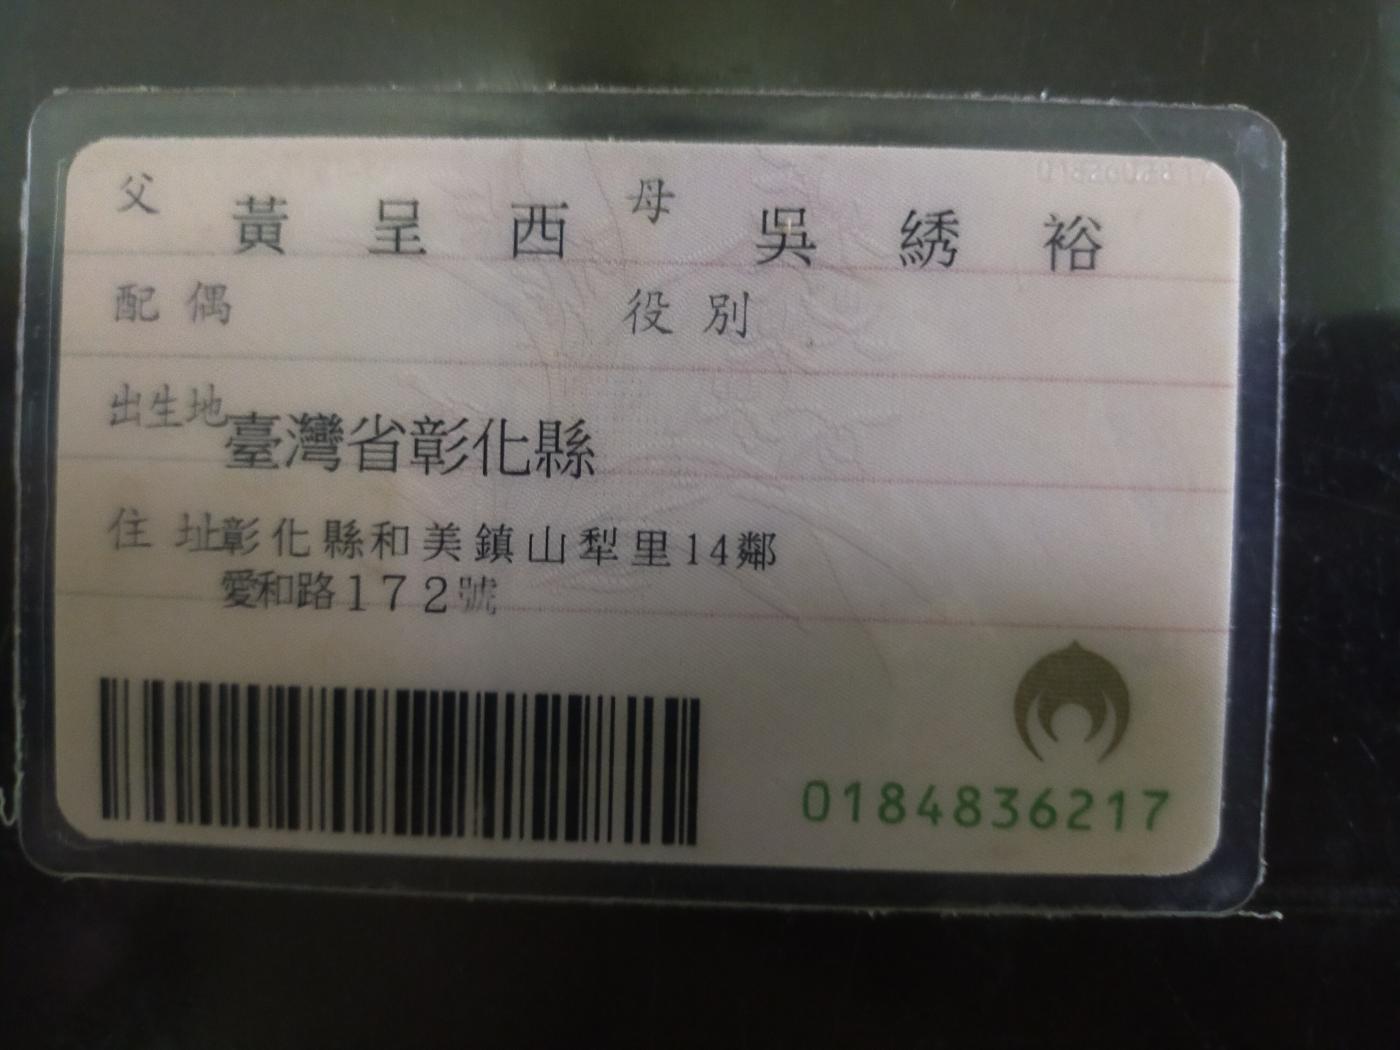 父 黃呈西 母 吳綉裕
配偶 役別
出生地 臺灣省彰化縣
住址 彰化縣和美鎮山犁里14鄰
愛和路172號
0184836217